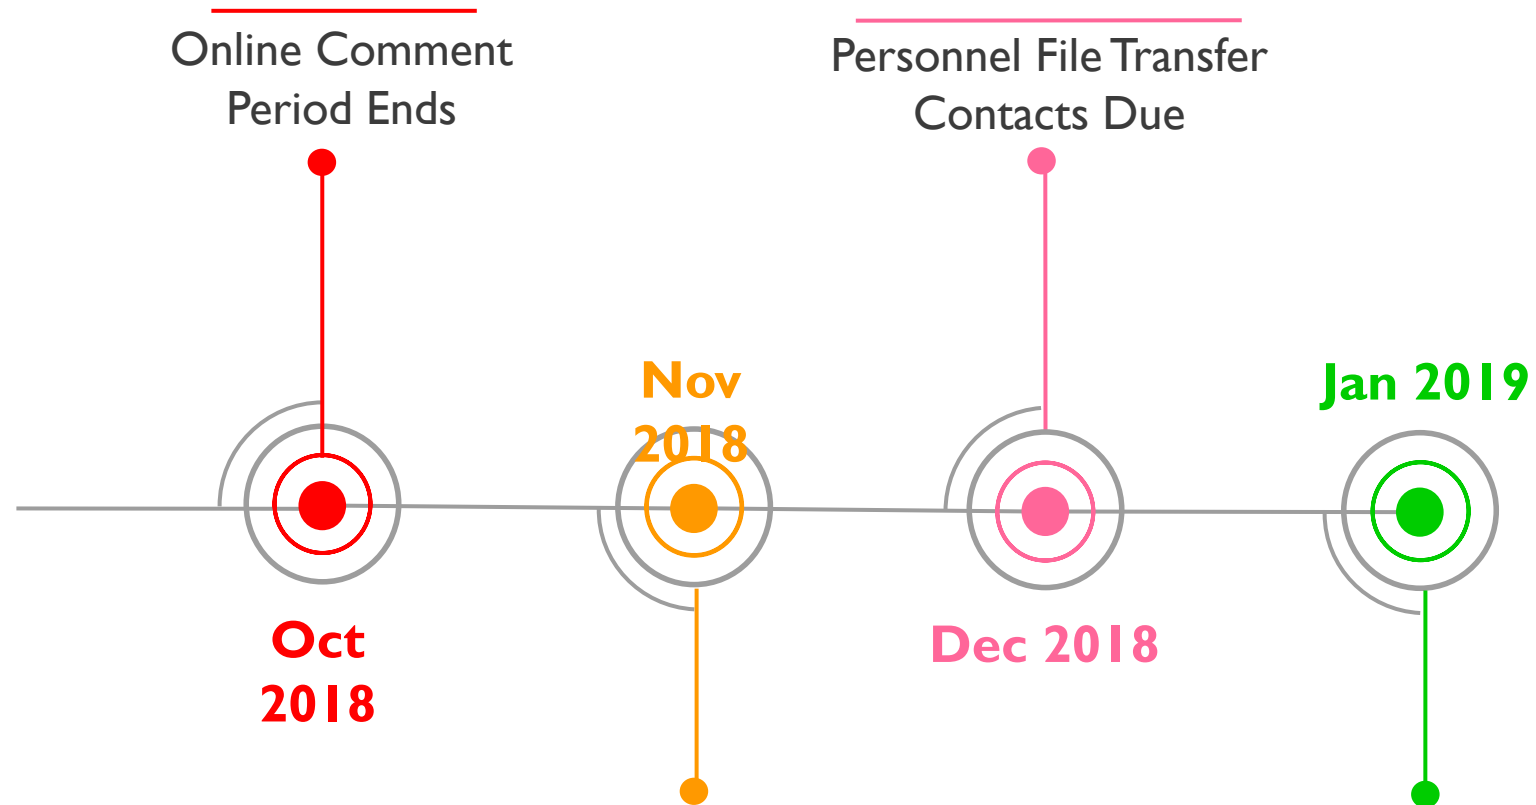 Online Comment
Period Ends
Personnel File Transfer
Contacts Due
Nov
2018
Jan 2019
Oct
2018
Dec 2018